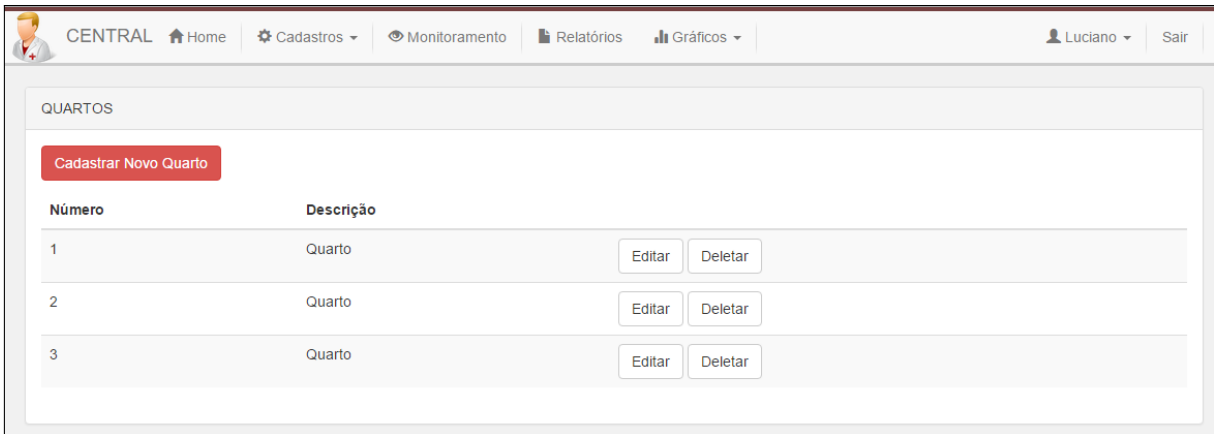 CENTRAL Home Cadastros Monitoramento Relatórios Gráficos Luciano Sair
QUARTOS
Cadastrar Novo Quarto
Número Descrição
1 Quarto Editar Deletar
2 Quarto Editar Deletar
3 Quarto Editar Deletar